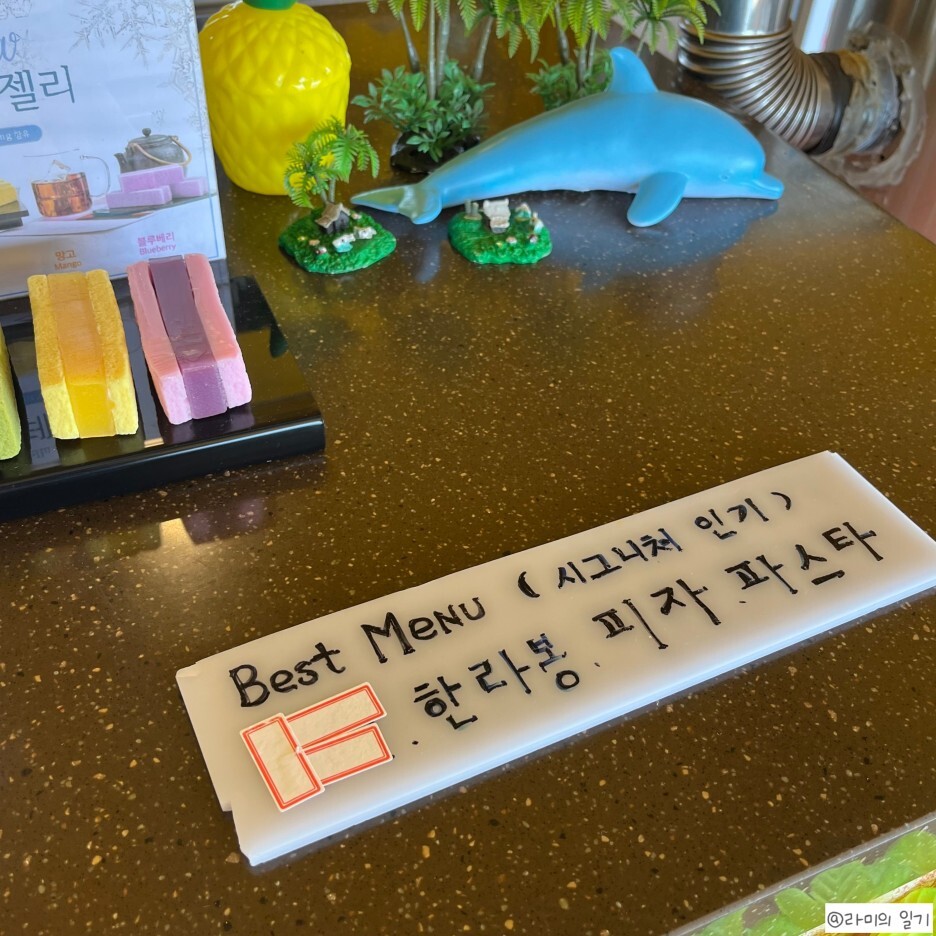 젤리
망고
Mango
블루베리
Blueberry
Best Menu (시그니처 인기)
. 한라봉. 피자. 파스타
@라미의 일기